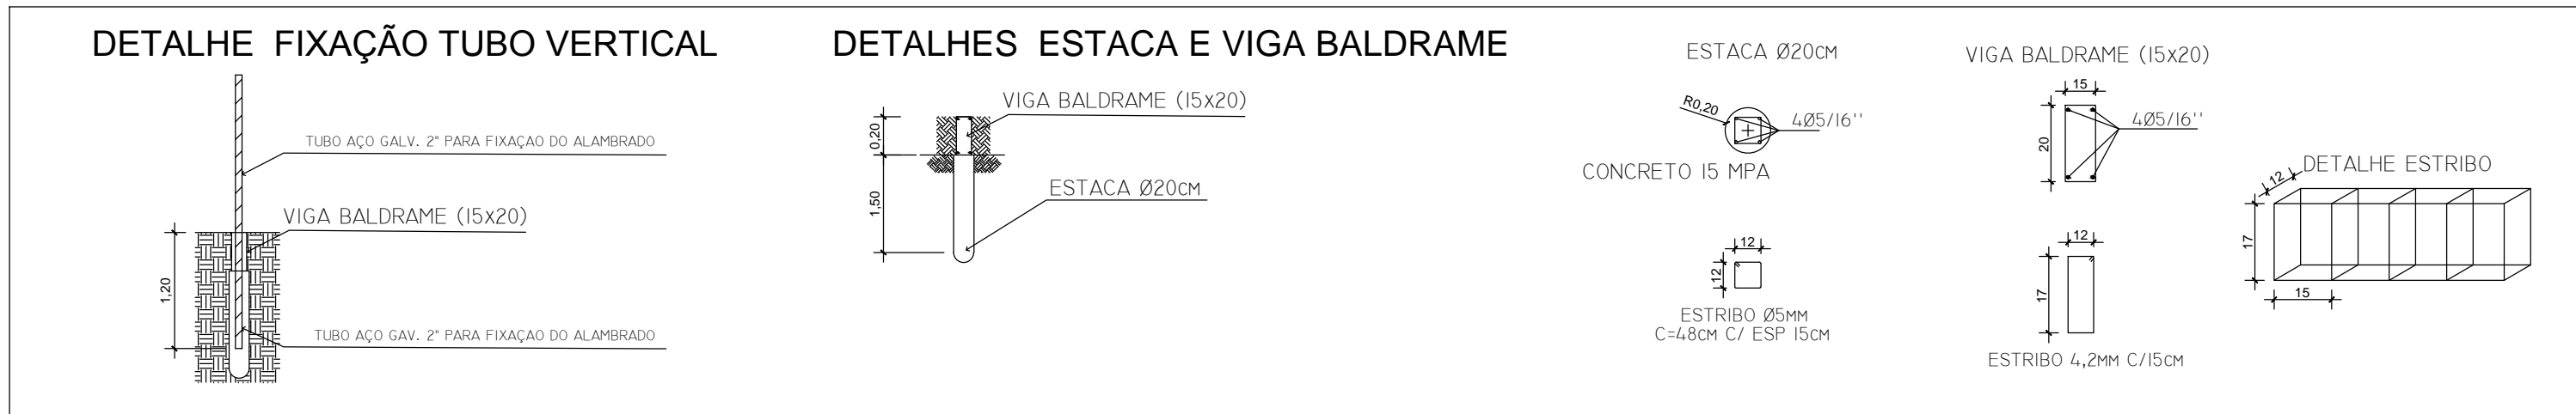 DETALHE FIXAÇÃO TUBO VERTICAL
TUBO AÇO GALV. 2" PARA FIXAÇAO DO ALAMBRADO
VIGA BALDRAME (15x20)
1,20
TUBO AÇO GAV. 2" PARA FIXAÇAO DO ALAMBRADO
DETALHES ESTACA E VIGA BALDRAME
VIGA BALDRAME (15x20)
0,20
1,50
ESTACA Ø20CM
ESTACA Ø20CM
R0,20
4Ø5/16''
CONCRETO 15 MPA
12
12
ESTRIBO Ø5MM
C=48CM C/ ESP 15CM
VIGA BALDRAME (15x20)
15
20
4Ø5/16''
12
17
ESTRIBO 4,2MM C/15CM
DETALHE ESTRIBO
12
17
15